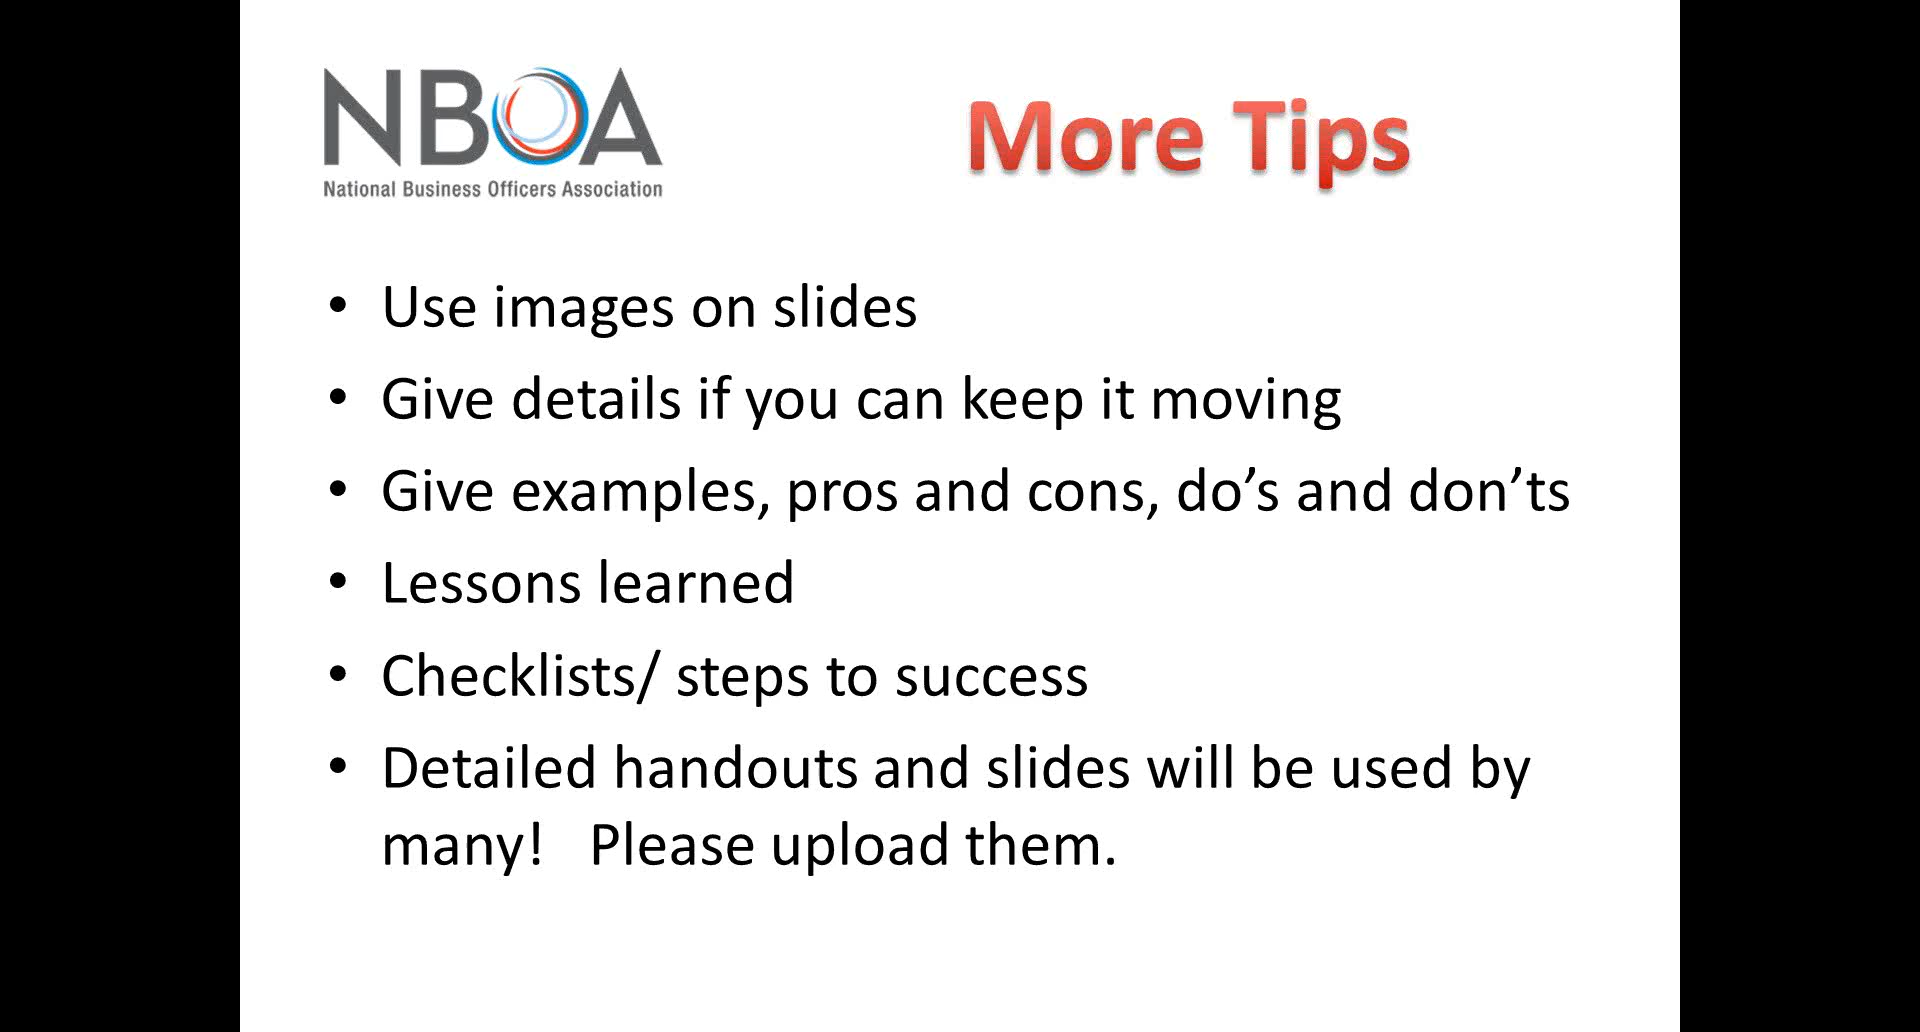 NBOA
National Business Officers Association
More Tips
• Use images on slides
• Give details if you can keep it moving
• Give examples, pros and cons, do’s and don’ts
• Lessons learned
• Checklists/ steps to success
• Detailed handouts and slides will be used by
many!   Please upload them.